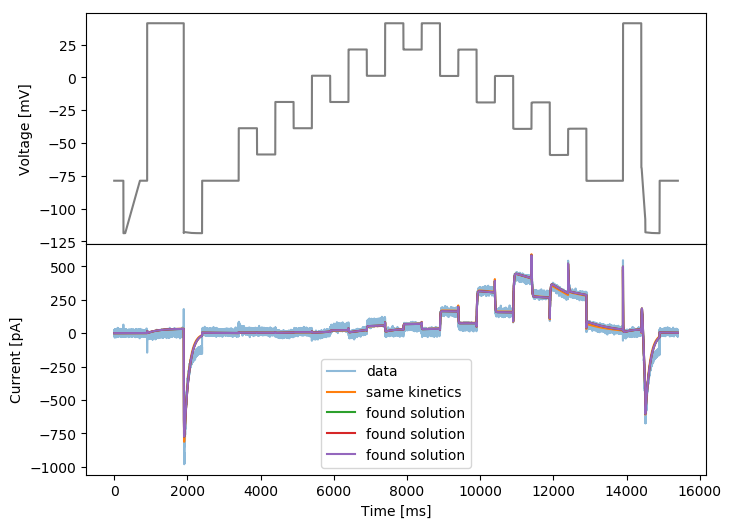 25
0
−25
−50
−75
−100
−125
Voltage [mV]
500
250
0
−250
−500
−750
−1000
Current [pA]
data
same kinetics
found solution
found solution
found solution
0 2000 4000 6000 8000 10000 12000 14000 16000
Time [ms]